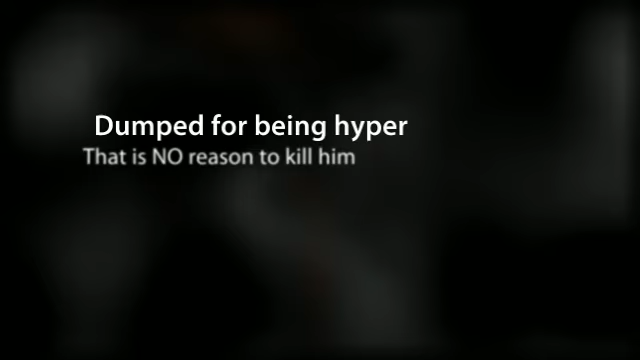 Dumped for being hyper
That is NO reason to kill him